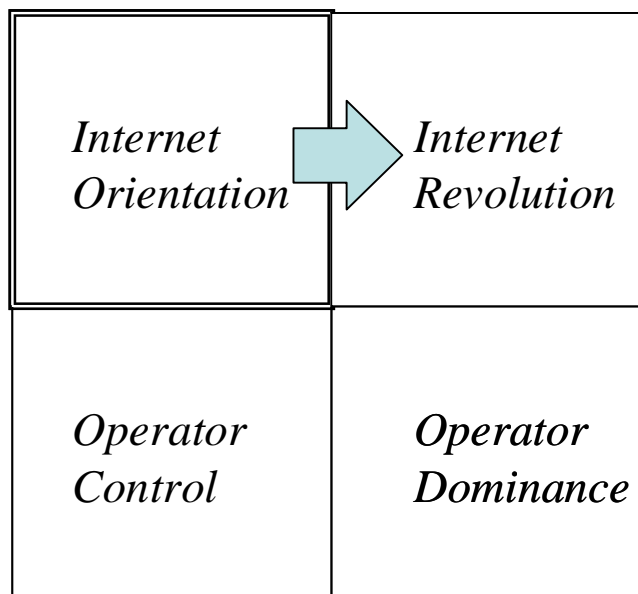 Internet
Orientation
Internet
Revolution
Operator
Control
Operator
Dominance